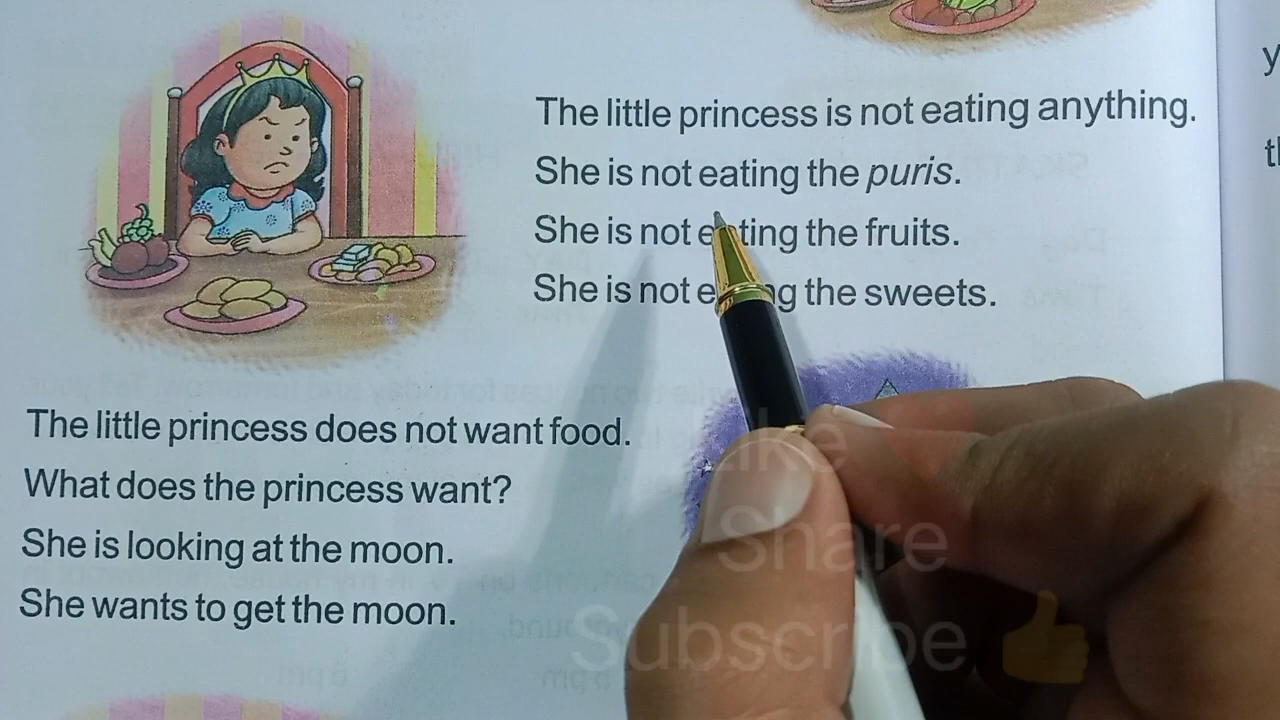 The little princess is not eating anything.
She is not eating the puris.
She is not eating the fruits.
She is not eating the sweets.
The little princess does not want food.
What does the princess want?
She is looking at the moon.
She wants to get the moon.
Like
Share
Subscribe